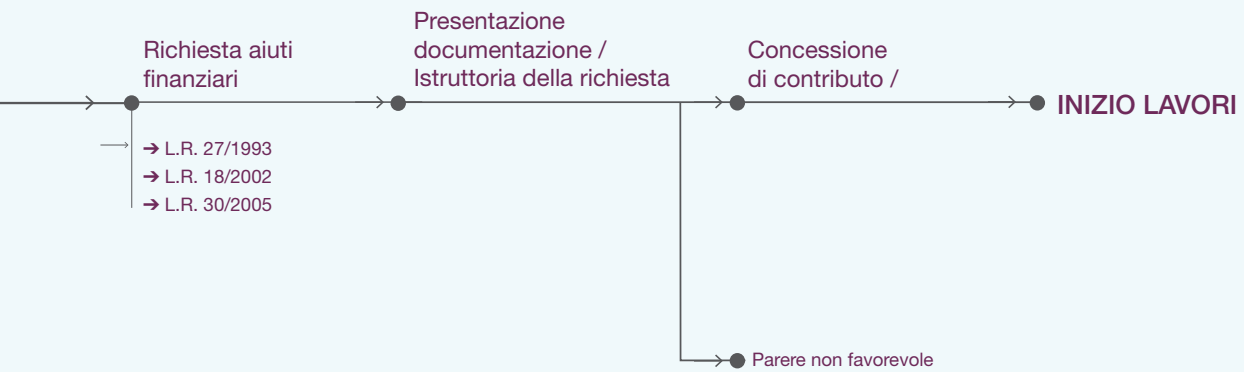 Richiesta aiuti
finanziari
➔ L.R. 27/1993
➔ L.R. 18/2002
➔ L.R. 30/2005
Presentazione
documentazione /
Istruttoria della richiesta
Concessione
di contributo /
INIZIO LAVORI
Parere non favorevole